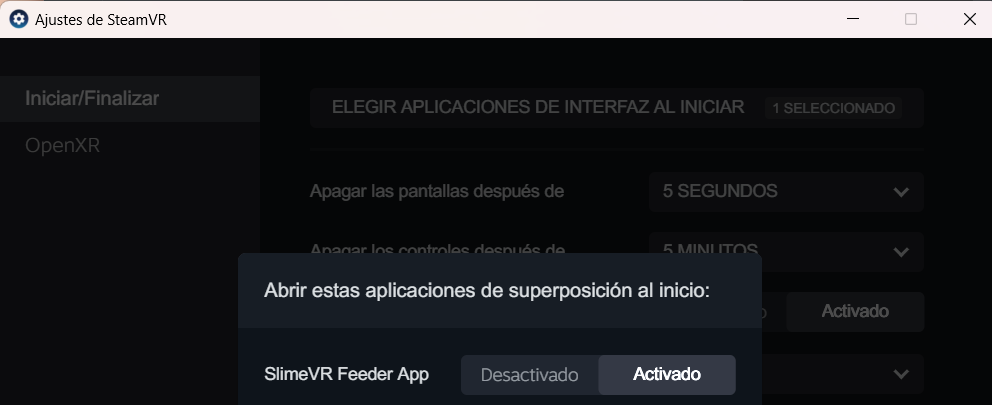 Ajustes de SteamVR
Iniciar/Finalizar
OpenXR
ELEGIR APLICACIONES DE INTERFAZ AL INICIAR 1 SELECCIONADO
Apagar las pantallas después de 5 SEGUNDOS
Apagar los controles después de 5 MINUTOS
Activado
Abrir estas aplicaciones de superposición al inicio:
SlimeVR Feeder App Desactivado Activado